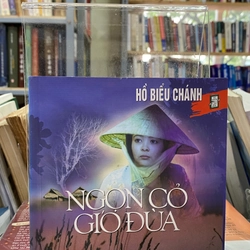 HỒ BIỂU CHÁNH
NGỌN CỎ
GIÓ ĐÙA